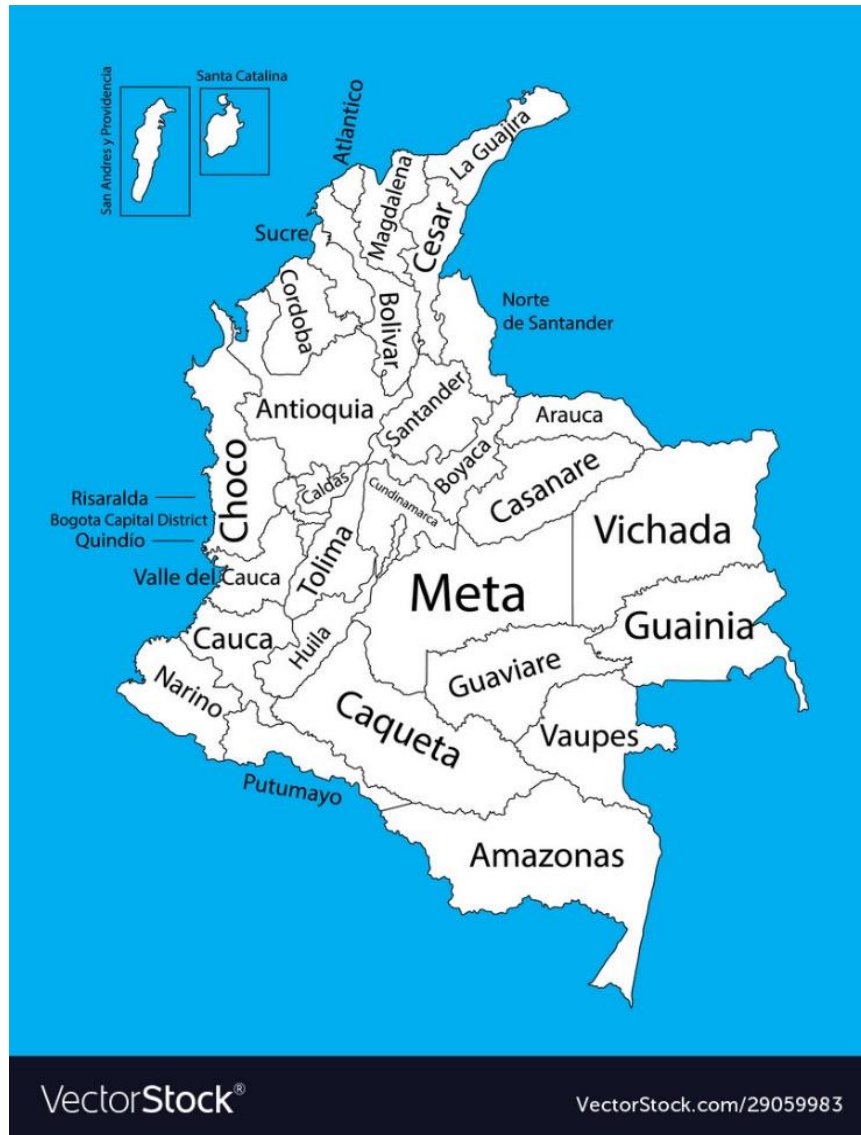 Santa Catalina
San Andres y Providencia
Atlantico
La Guajira
Magdalena
Cesar
Sucre
Cordoba
Bolivar
Norte
de Santander
Antioquia
Santander
Arauca
Boyaca
Choco
Caldas
Cundinamarca
Casanare
Risaralda
Bogota Capital District
Quindío
Vichada
Valle del Cauca
Tolima
Meta
Cauca
Huila
Guainia
Narino
Guaviare
Caqueta
Vaupes
Putumayo
Amazonas
VectorStock®
VectorStock.com/29059983